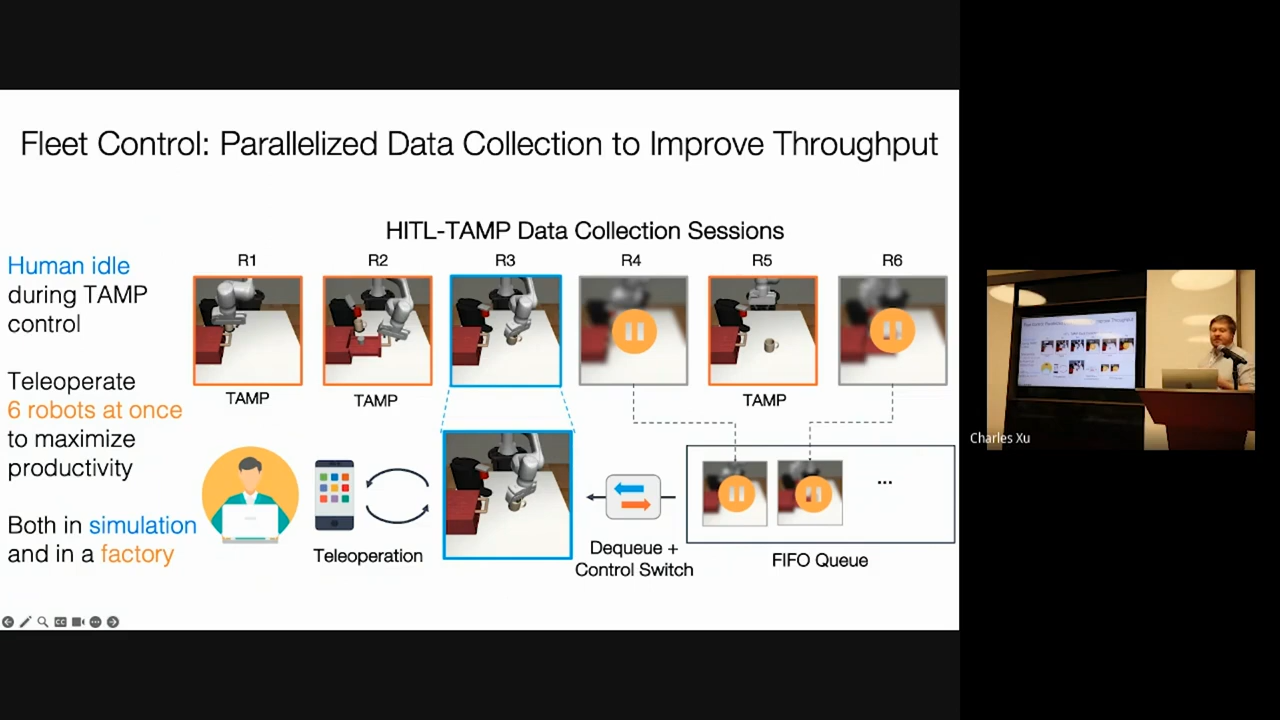 Fleet Control: Parallelized Data Collection to Improve Throughput
HITL-TAMP Data Collection Sessions
R1 R2 R3 R4 R5 R6
Human idle
during TAMP
control
TAMP TAMP TAMP
Teleoperate
6 robots at once
to maximize
productivity
Both in simulation
and in a factory
Teleoperation
Dequeue +
Control Switch
...
FIFO Queue
CC
Charles Xu